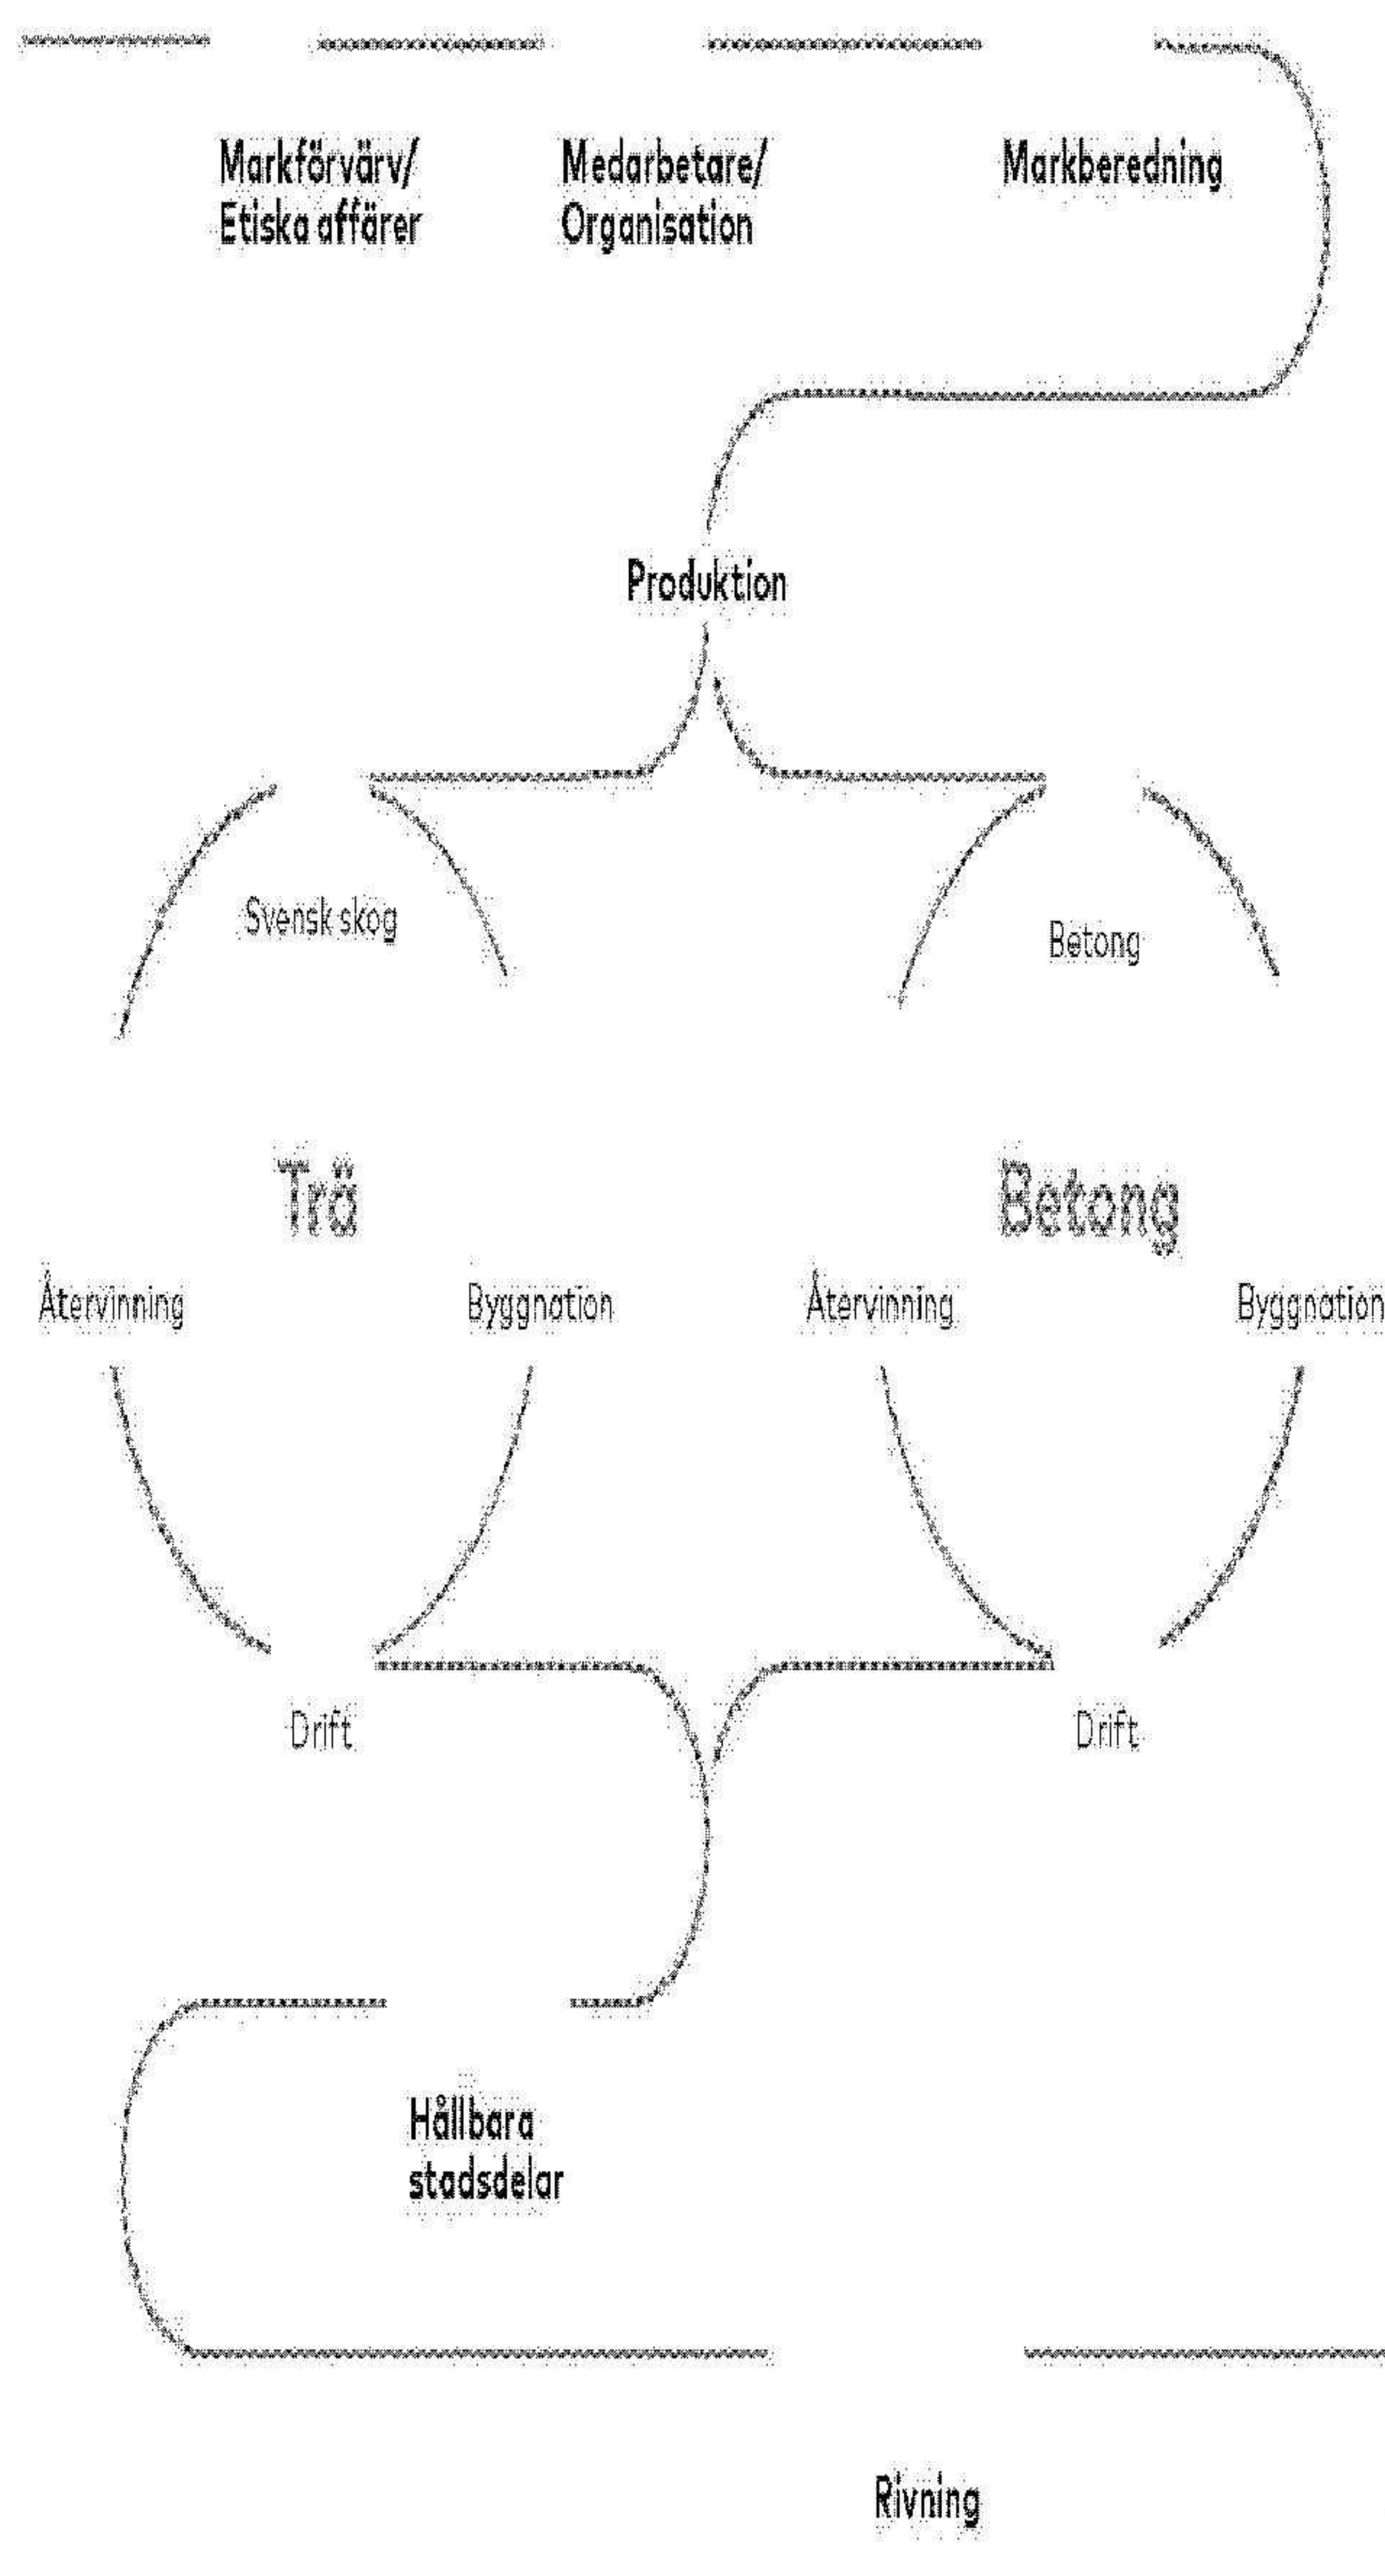 Markförvärv/
Etiska affärer
Medarbetare/
Organisation
Markberedning
Produktion
Svensk skog
Betong
Trä
Betong
Återvinning
Byggnation
Återvinning
Byggnation
Drift
Drift
Hållbara
stadsdelar
Rivning